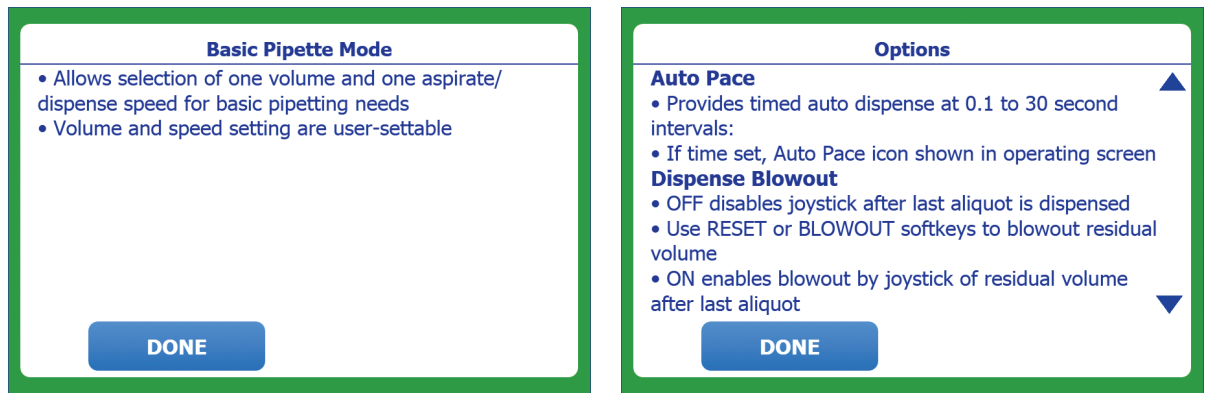 Basic Pipette Mode
• Allows selection of one volume and one aspirate/
dispense speed for basic pipetting needs
• Volume and speed setting are user-settable
DONE
Options
Auto Pace
• Provides timed auto dispense at 0.1 to 30 second
intervals:
• If time set, Auto Pace icon shown in operating screen
Dispense Blowout
• OFF disables joystick after last aliquot is dispensed
• Use RESET or BLOWOUT softkeys to blowout residual
volume
• ON enables blowout by joystick of residual volume
after last aliquot
DONE